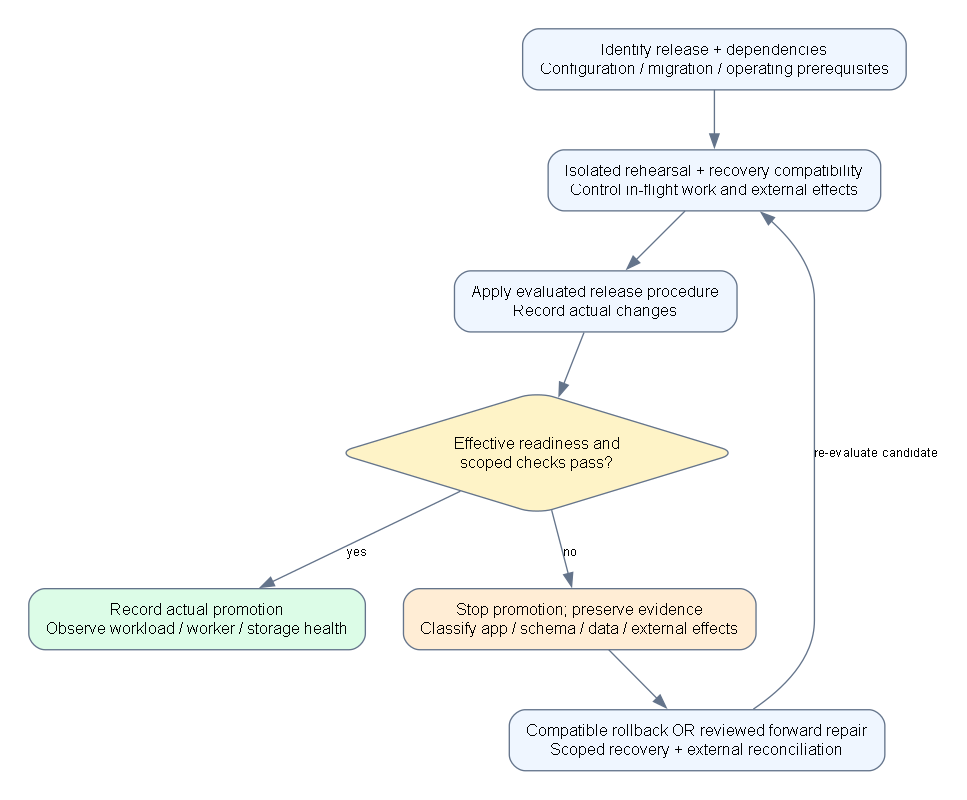 Identify release + dependencies
Configuration / migration / operating prerequisites
Isolated rehearsal + recovery compatibility
Control in-flight work and external effects
Apply evaluated release procedure
Record actual changes
Effective readiness and
scoped checks pass?
re-evaluate candidate
yes
no
Record actual promotion
Observe workload / worker / storage health
Stop promotion; preserve evidence
Classify app / schema / data / external effects
Compatible rollback OR reviewed forward repair
Scoped recovery + external reconciliation